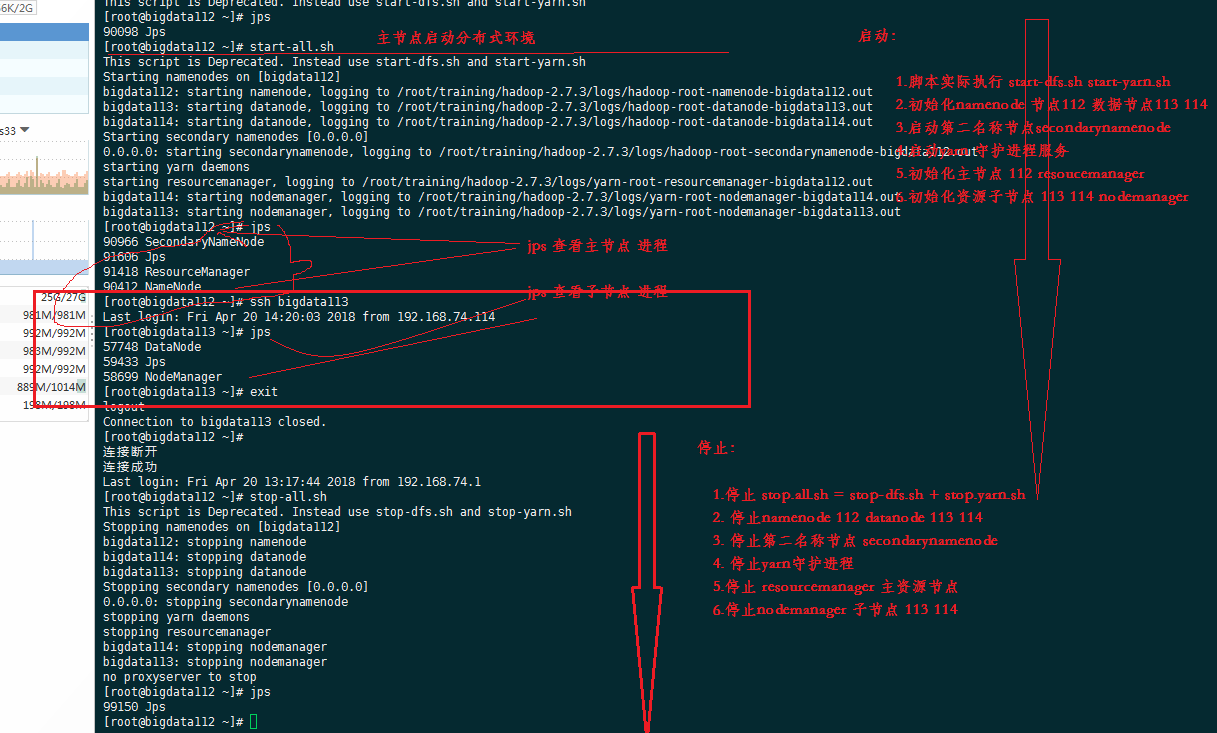 66K/2G
This script is Deprecated. Instead use start-dfs.sh and start-yarn.sh
[root@bigdata112 ~]# jps
90098 Jps
[root@bigdata112 ~]# start-all.sh
主节点启动分布式环境
This script is Deprecated. Instead use start-dfs.sh and start-yarn.sh
Starting namenodes on [bigdata112]
bigdata112: starting namenode, logging to /root/training/hadoop-2.7.3/logs/hadoop-root-namenode-bigdata112.out
bigdata113: starting datanode, logging to /root/training/hadoop-2.7.3/logs/hadoop-root-datanode-bigdata113.out
bigdata114: starting datanode, logging to /root/training/hadoop-2.7.3/logs/hadoop-root-datanode-bigdata114.out
Starting secondary namenodes [0.0.0.0]
0.0.0.0: starting secondarynamenode, logging to /root/training/hadoop-2.7.3/logs/hadoop-root-secondarynamenode-bigdata112.out
starting yarn daemons
starting resourcemanager, logging to /root/training/hadoop-2.7.3/logs/yarn-root-resourcemanager-bigdata112.out
bigdata114: starting nodemanager, logging to /root/training/hadoop-2.7.3/logs/yarn-root-nodemanager-bigdata114.out
bigdata113: starting nodemanager, logging to /root/training/hadoop-2.7.3/logs/yarn-root-nodemanager-bigdata113.out
启动:
1.脚本实际执行 start-dfs.sh start-yarn.sh
2.初始化namenode 节点112 数据节点113 114
3.启动第二名称节点secondarynamenode
4.启动yarn 守护进程服务
5.初始化主节点 112 resoucemanager
6.初始化资源子节点 113 114 nodemanager
[root@bigdata112 ~]# jps
90966 SecondaryNameNode
91606 Jps
91418 ResourceManager
90412 NameNode
jps 查看主节点 进程
jps 查看子节点 进程
[root@bigdata112 ~]# ssh bigdata113
Last login: Fri Apr 20 14:20:03 2018 from 192.168.74.114
[root@bigdata113 ~]# jps
57748 DataNode
59433 Jps
58699 NodeManager
[root@bigdata113 ~]# exit
logout
Connection to bigdata113 closed.
[root@bigdata112 ~]#
连接断开
连接成功
Last login: Fri Apr 20 13:17:44 2018 from 192.168.74.1
[root@bigdata112 ~]# stop-all.sh
This script is Deprecated. Instead use stop-dfs.sh and stop-yarn.sh
Stopping namenodes on [bigdata112]
bigdata112: stopping namenode
bigdata114: stopping datanode
bigdata113: stopping datanode
Stopping secondary namenodes [0.0.0.0]
0.0.0.0: stopping secondarynamenode
stopping yarn daemons
stopping resourcemanager
bigdata114: stopping nodemanager
bigdata113: stopping nodemanager
no proxyserver to stop
[root@bigdata112 ~]# jps
99150 Jps
[root@bigdata112 ~]#
停止:
1.停止 stop.all.sh = stop-dfs.sh + stop.yarn.sh
2. 停止namenode 112 datanode 113 114
3. 停止第二名称节点 secondarynamenode
4. 停止yarn守护进程
5.停止 resourcemanager 主资源节点
6.停止nodemanager 子节点 113 114
s33
25G/27G
981M/981M
992M/992M
983M/992M
992M/992M
889M/1014M
198M/198M